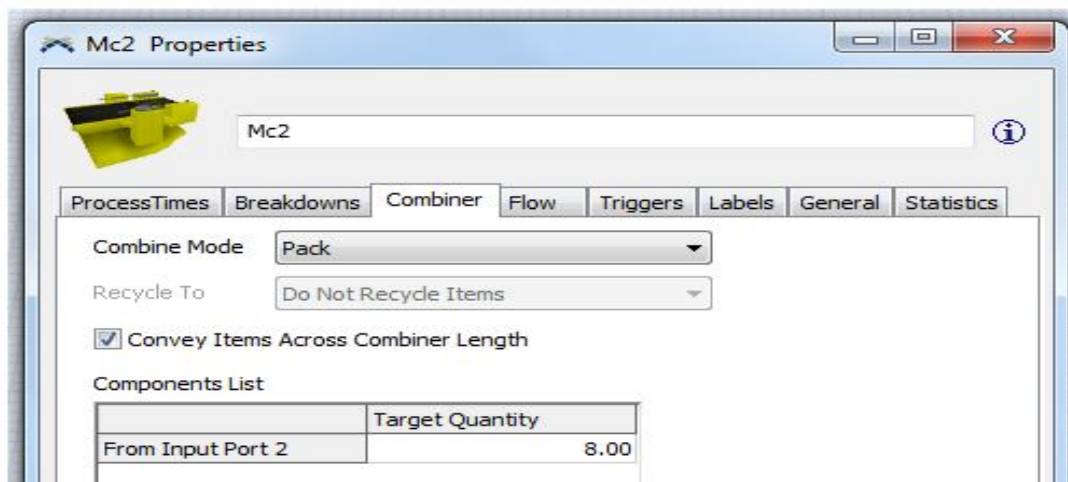 Mc2 Properties
Mc2
ProcessTimes Breakdowns Combiner Flow Triggers Labels General Statistics
Combine Mode Pack
Recycle To Do Not Recycle Items
Convey Items Across Combiner Length
Components List
Target Quantity
From Input Port 2 8.00